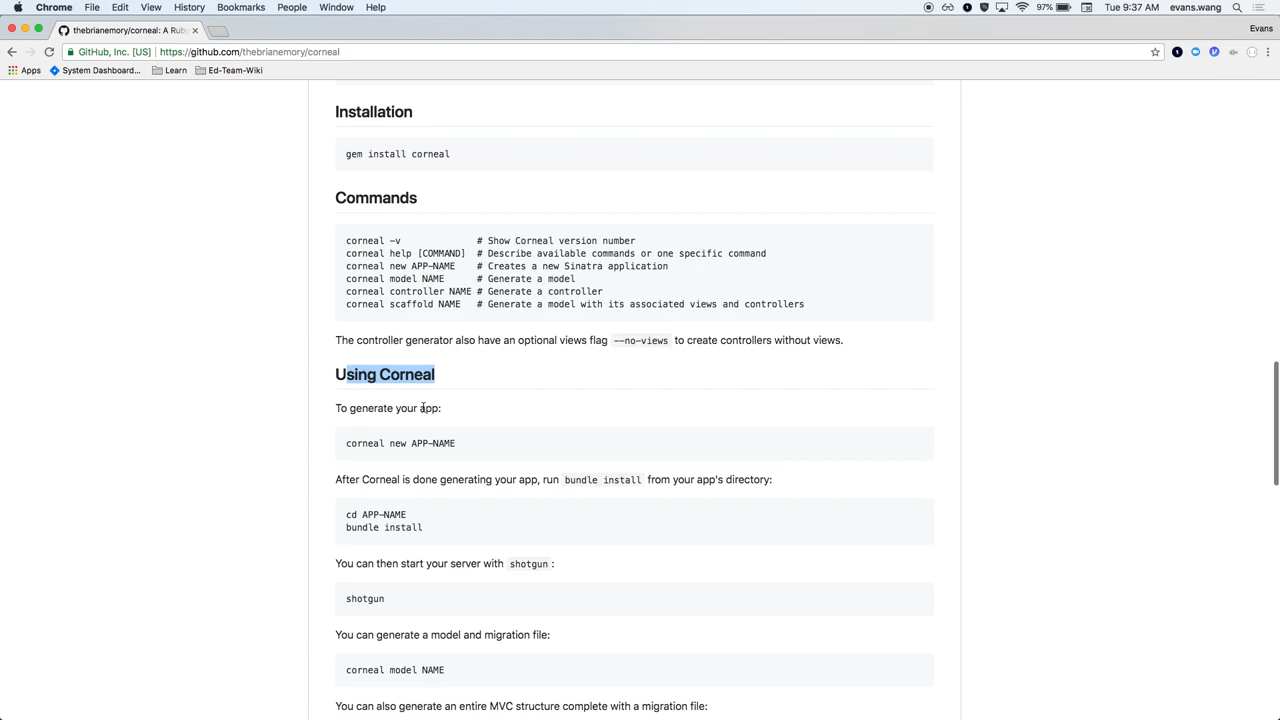 Chrome File Edit View History Bookmarks People Window Help 97% Tue 9:37 AM evans.wang
thebrianemory/corneal: A Rub Evans
GitHub, Inc. [US] https://github.com/thebrianemory/corneal
Apps System Dashboard... Learn Ed-Team-Wiki
Installation
gem install corneal
Commands
corneal -v # Show Corneal version number
corneal help [COMMAND] # Describe available commands or one specific command
corneal new APP-NAME # Creates a new Sinatra application
corneal model NAME # Generate a model
corneal controller NAME # Generate a controller
corneal scaffold NAME # Generate a model with its associated views and controllers
The controller generator also have an optional views flag --no-views to create controllers without views.
Using Corneal
To generate your app:
corneal new APP-NAME
After Corneal is done generating your app, run bundle install from your app's directory:
cd APP-NAME
bundle install
You can then start your server with shotgun :
shotgun
You can generate a model and migration file:
corneal model NAME
You can also generate an entire MVC structure complete with a migration file: